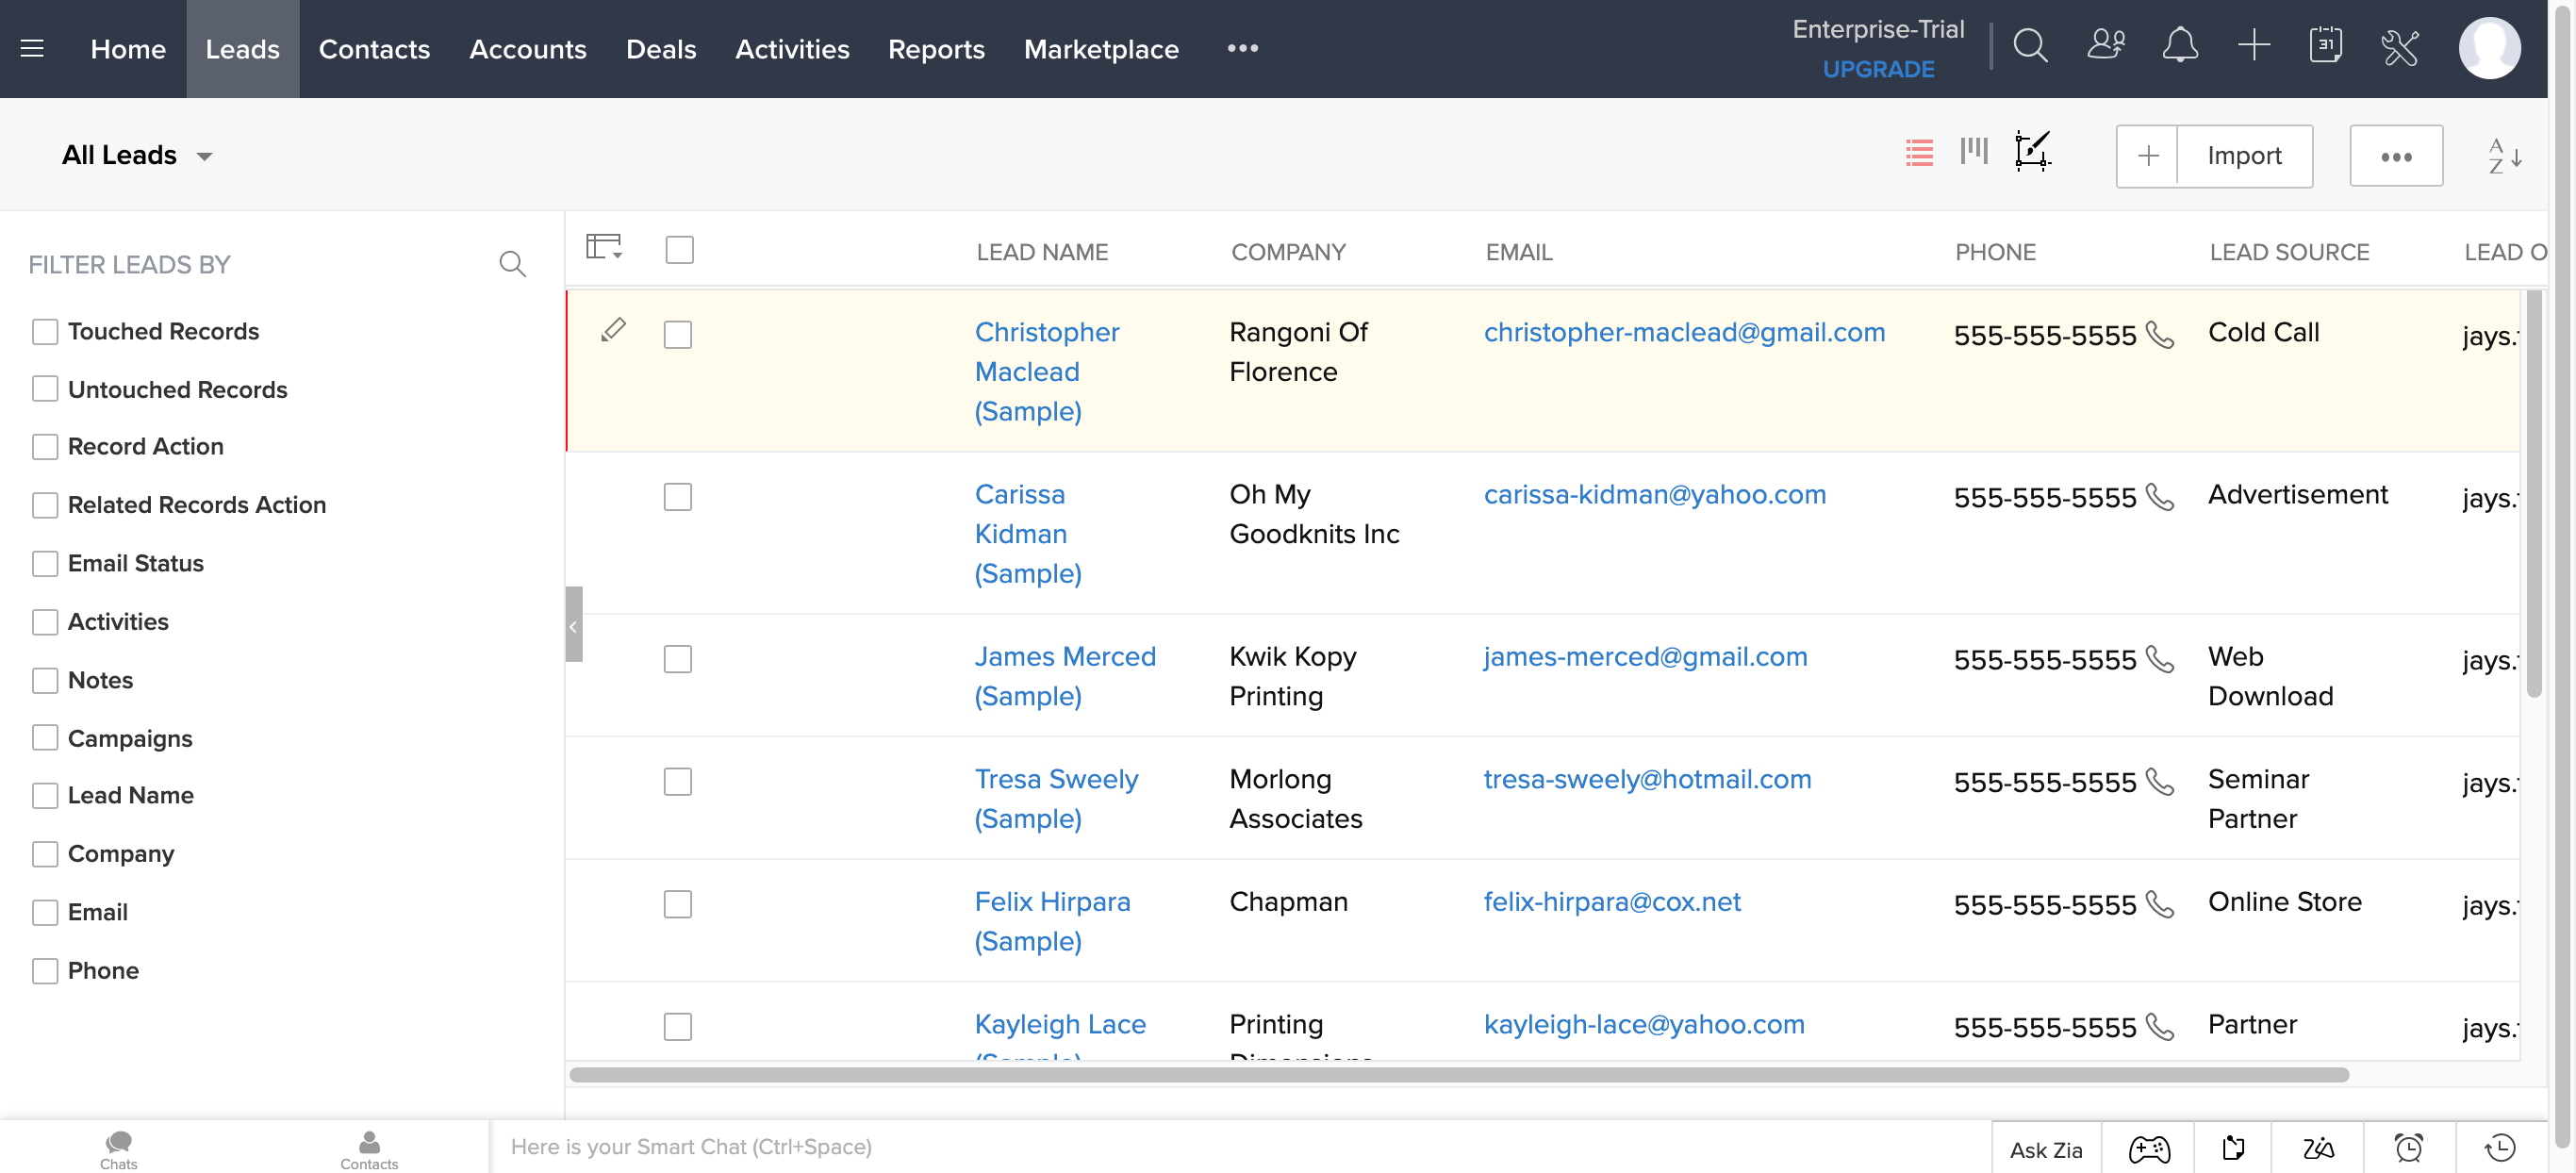 Home Leads Contacts Accounts Deals Activities Reports Marketplace •••
Enterprise-Trial
UPGRADE
31
All Leads
Import
A
Z
FILTER LEADS BY
Touched Records
Untouched Records
Record Action
Related Records Action
Email Status
Activities
Notes
Campaigns
Lead Name
Company
Email
Phone
LEAD NAME COMPANY EMAIL PHONE LEAD SOURCE LEAD O
Christopher Rangoni Of christopher-maclead@gmail.com 555-555-5555 Cold Call jays.
Maclead Florence
(Sample)
Carissa Oh My carissa-kidman@yahoo.com 555-555-5555 Advertisement jays.
Kidman Goodknits Inc
(Sample)
James Merced Kwik Kopy james-merced@gmail.com 555-555-5555 Web jays.
(Sample) Printing Download
Tresa Sweely Morlong tresa-sweely@hotmail.com 555-555-5555 Seminar jays.
(Sample) Associates Partner
Felix Hirpara Chapman felix-hirpara@cox.net 555-555-5555 Online Store jays.
(Sample)
Kayleigh Lace Printing kayleigh-lace@yahoo.com 555-555-5555 Partner jays.
Chats
Contacts
Here is your Smart Chat (Ctrl+Space)
Ask Zia